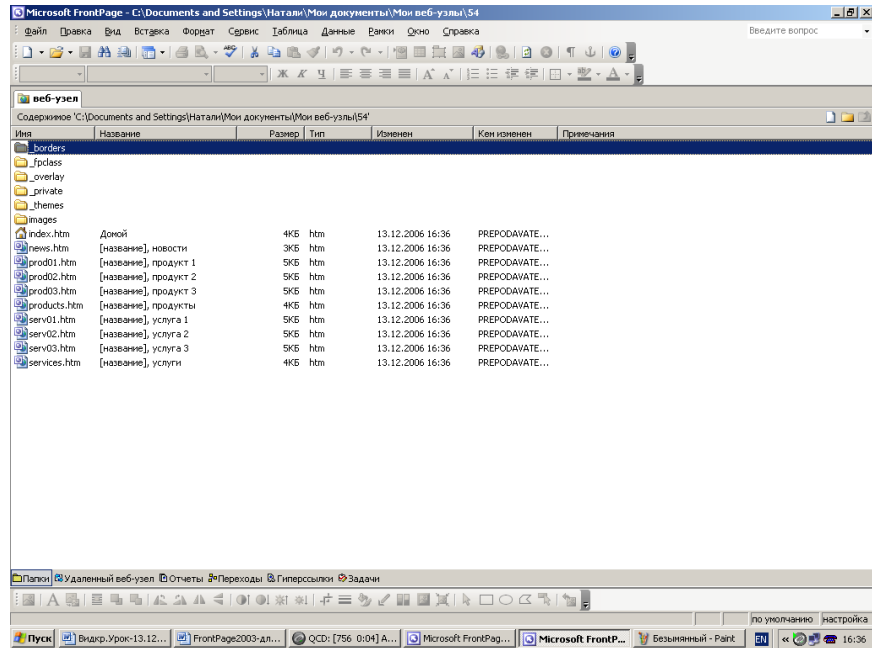 Microsoft FrontPage - C:\Documents and Settings\Натали\Мои документы\Мои веб-узлы\54
Файл Правка Вид Вставка Формат Сервис Таблица Данные Рамки Окно Справка Введите вопрос
веб-узел
Содержимое 'C:\Documents and Settings\Натали\Мои документы\Мои веб-узлы\54'
Имя Название Размер Тип Изменен Кем изменен Примечания
_borders
_fpclass
_overlay
_private
_themes
images
index.htm Домой 4КБ htm 13.12.2006 16:36 PREPODAVATE...
news.htm [название], новости 3КБ htm 13.12.2006 16:36 PREPODAVATE...
prod01.htm [название], продукт 1 5КБ htm 13.12.2006 16:36 PREPODAVATE...
prod02.htm [название], продукт 2 5КБ htm 13.12.2006 16:36 PREPODAVATE...
prod03.htm [название], продукт 3 5КБ htm 13.12.2006 16:36 PREPODAVATE...
products.htm [название], продукты 4КБ htm 13.12.2006 16:36 PREPODAVATE...
serv01.htm [название], услуга 1 5КБ htm 13.12.2006 16:36 PREPODAVATE...
serv02.htm [название], услуга 2 5КБ htm 13.12.2006 16:36 PREPODAVATE...
serv03.htm [название], услуга 3 5КБ htm 13.12.2006 16:36 PREPODAVATE...
services.htm [название], услуги 4КБ htm 13.12.2006 16:36 PREPODAVATE...
Папки Удаленный веб-узел Отчеты Переходы Гиперссылки Задачи
по умолчанию настройка
Пуск Видкр.Урок-13.12... FrontPage2003-дл... QCD: [756 0:04] A... Microsoft FrontPag... Microsoft FrontP... Безымянный - Paint EN « 16:36